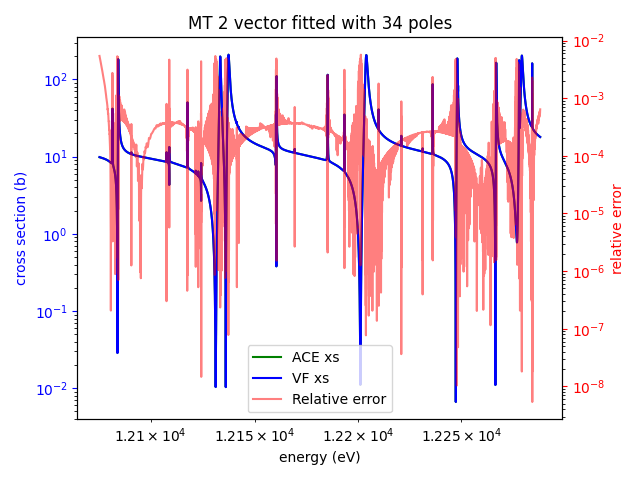 MT 2 vector fitted with 34 poles
cross section (b)
10²
10¹
10⁰
10⁻¹
10⁻²
10⁻²
10⁻³
10⁻⁴
10⁻⁵
10⁻⁶
10⁻⁷
10⁻⁸
relative error
ACE xs
VF xs
Relative error
1.21 × 10⁴ 1.215 × 10⁴ 1.22 × 10⁴ 1.225 × 10⁴
energy (eV)